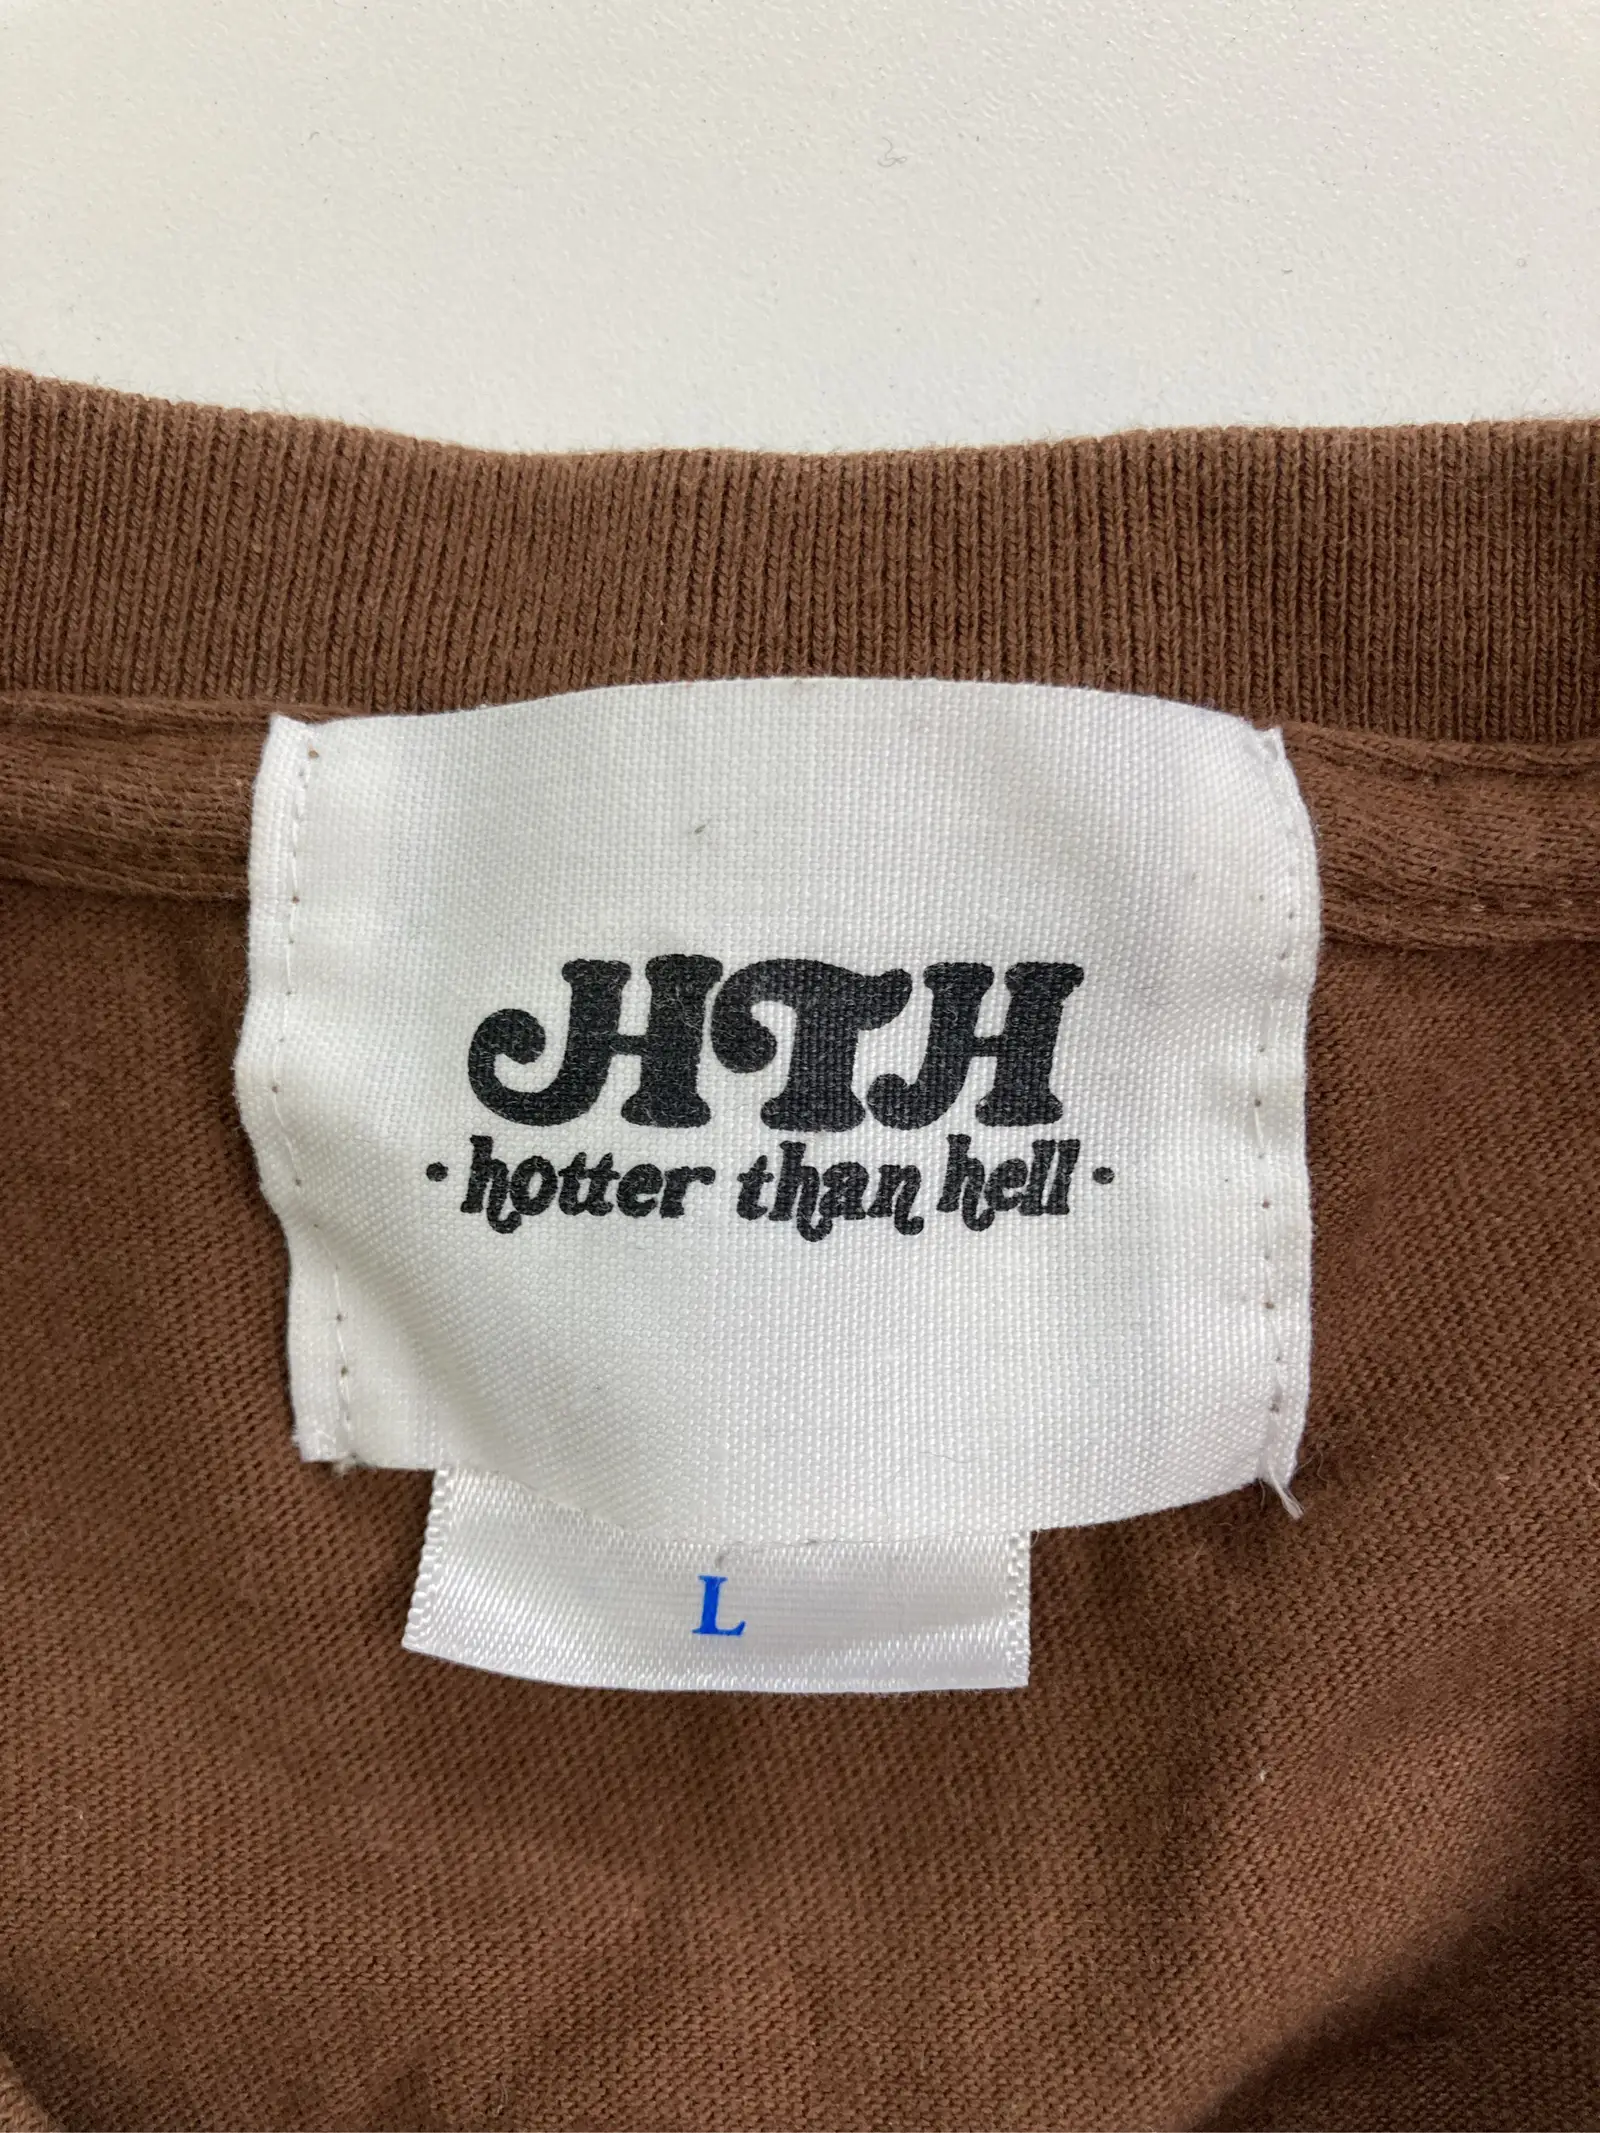 HTH
· hotter than hell ·
L